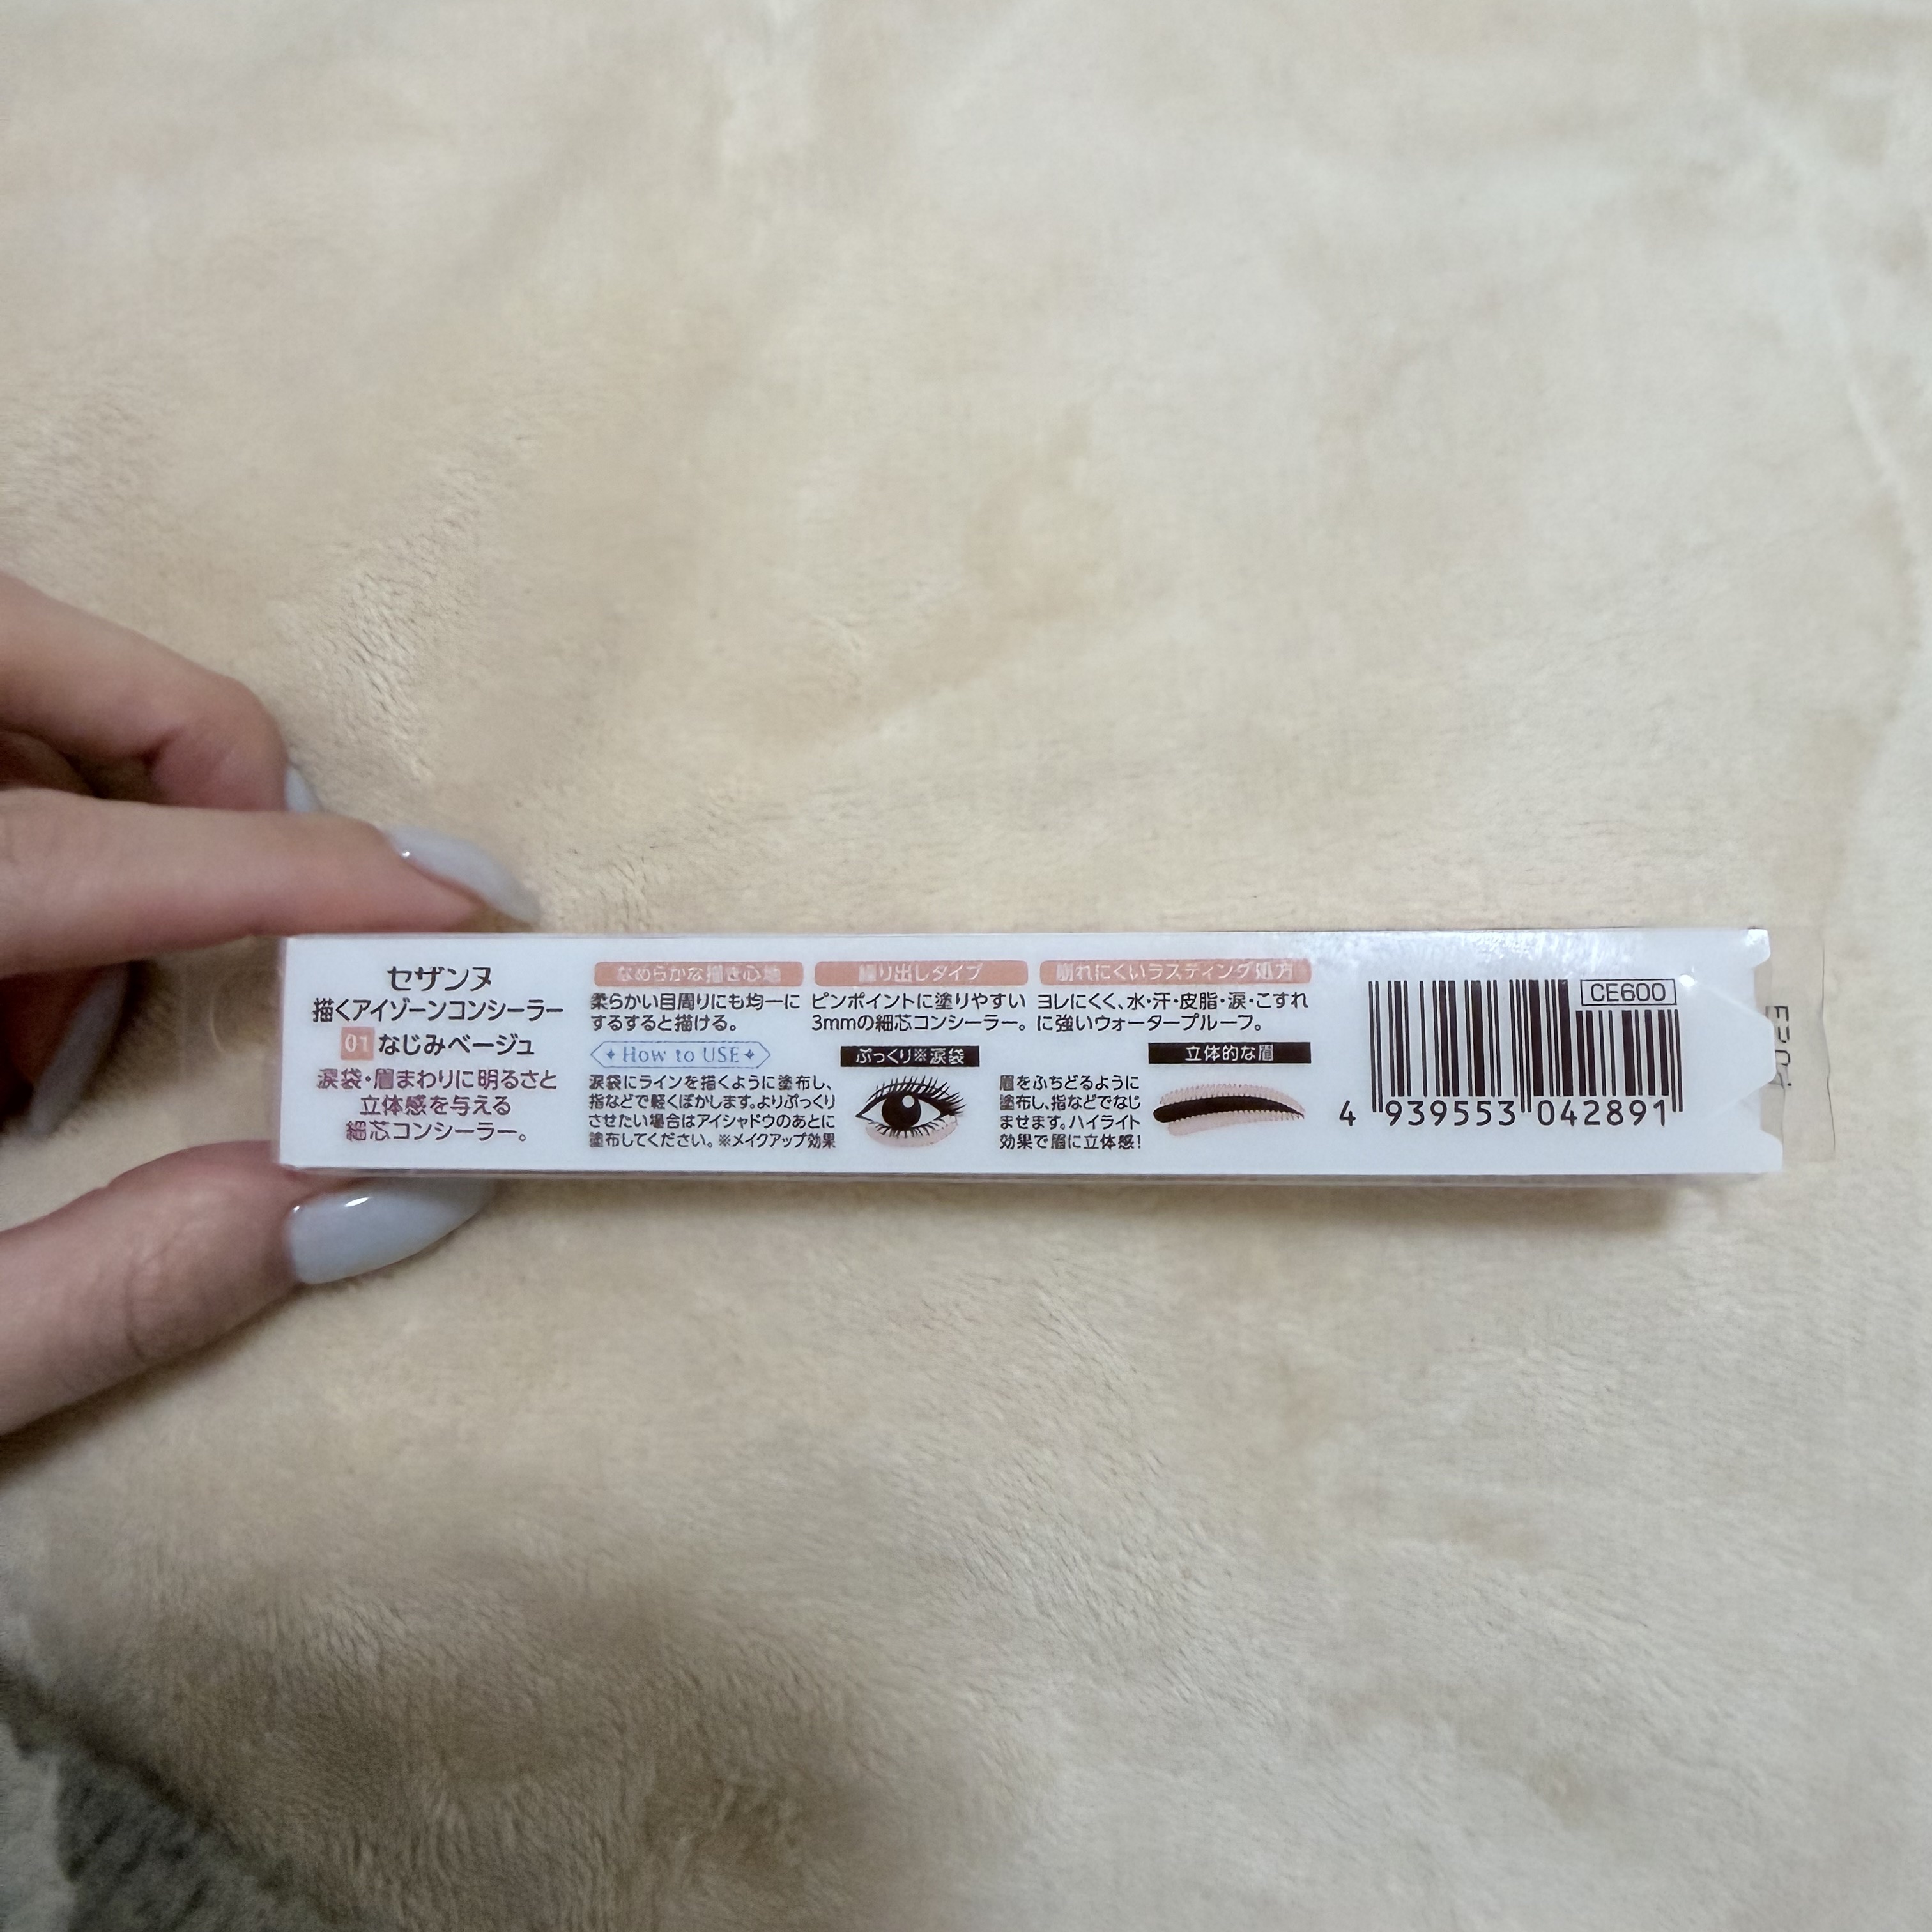 セザンヌ
描くアイゾーンコンシーラー
01 なじみベージュ
涙袋・眉まわりに明るさと
立体感を与える
細芯コンシーラー。
なめらかな描き心地
柔らかい目周りにも均一に
するすると描ける。
繰り出しタイプ
ピンポイントに塗りやすい
3mmの細芯コンシーラー。
崩れにくいラスティング処方
ヨレにくく、水・汗・皮脂・涙・こすれ
に強いウォータープルーフ。
How to USE
涙袋にラインを描くように塗布し、
指などで軽くぼかします。よりぷっくり
させたい場合はアイシャドウのあとに
塗布してください。※メイクアップ効果
ぷっくり※涙袋
眉をふちどるように
塗布し、指などでなじ
ませます。ハイライト
効果で眉に立体感!
立体的な眉
CE600
4 939553 042891